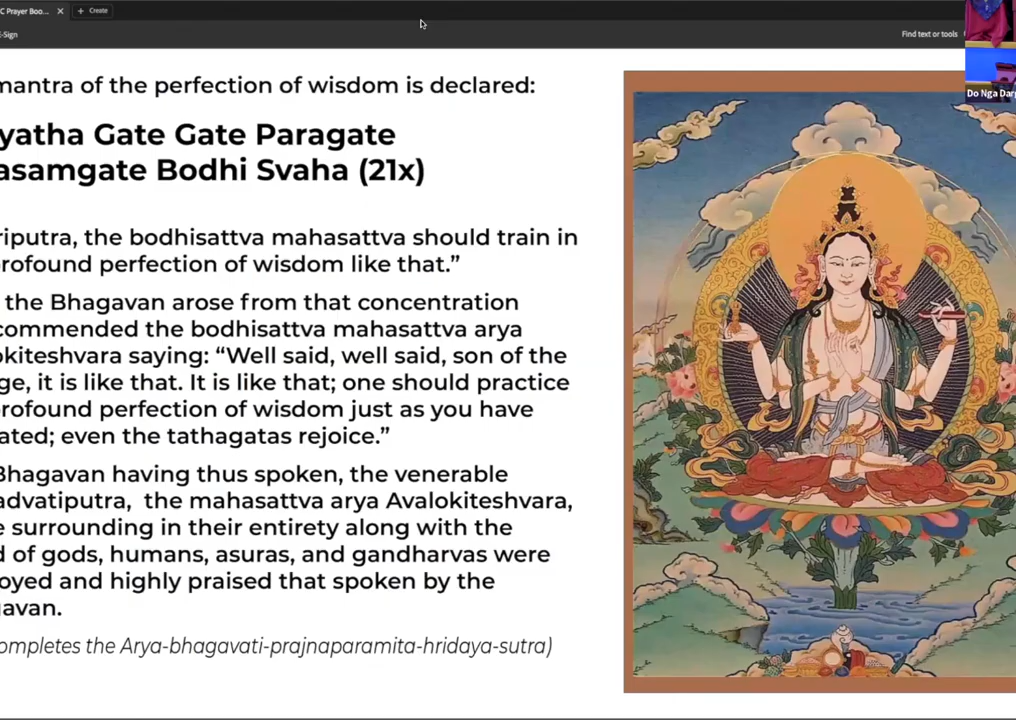 C Prayer Boo...
+ Create
-Sign
Find text or tools
mantra of the perfection of wisdom is declared:
yatha Gate Gate Paragate
asamgate Bodhi Svaha (21x)
riputra, the bodhisattva mahasattva should train in
rofound perfection of wisdom like that.”
the Bhagavan arose from that concentration
commended the bodhisattva mahasattva arya
okiteshvara saying: “Well said, well said, son of the
ge, it is like that. It is like that; one should practice
rofound perfection of wisdom just as you have
ated; even the tathagatas rejoice.”
Bhagavan having thus spoken, the venerable
advatiputra, the mahasattva arya Avalokiteshvara,
e surrounding in their entirety along with the
d of gods, humans, asuras, and gandharvas were
oyed and highly praised that spoken by the
gavan.
ompletes the Arya-bhagavati-prajnaparamita-hridaya-sutra)
Do Nga Darg